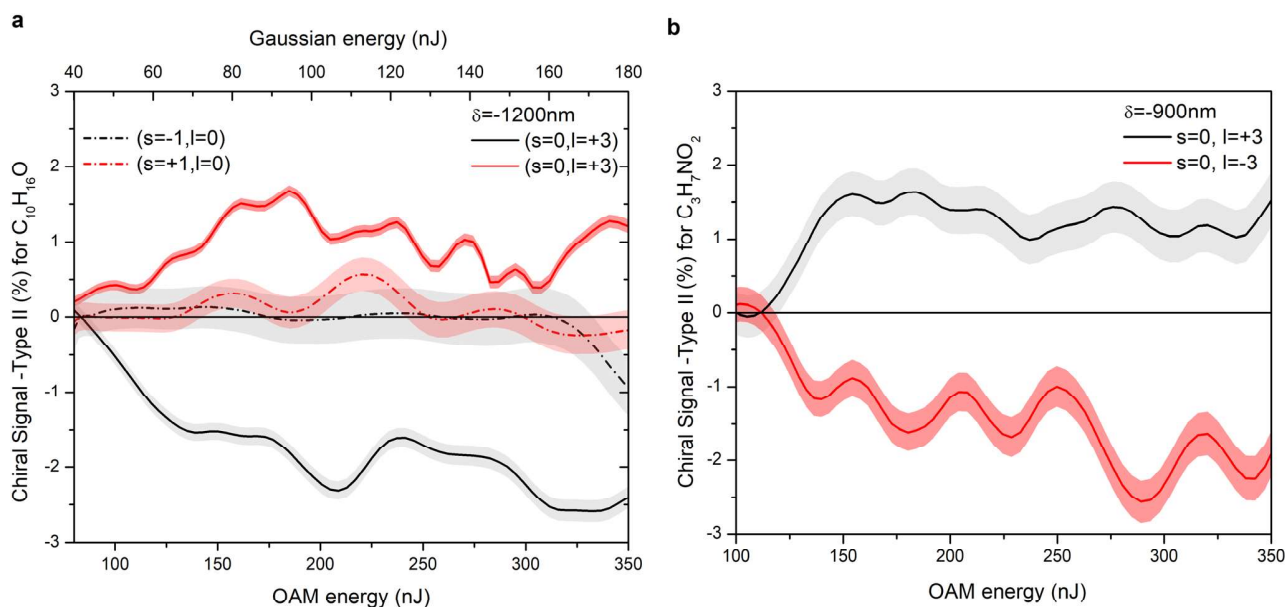 a
Gaussian energy (nJ)
40 60 80 100 120 140 160 180
3
2
1
0
-1
-2
-3
Chiral Signal -Type II (%) for C₁₀H₁₆O
(s=-1,l=0)
(s=+1,l=0)
δ=-1200nm
(s=0,l=+3)
(s=0,l=+3)
100 150 200 250 300 350
OAM energy (nJ)
b
3
2
1
0
-1
-2
-3
Chiral Signal -Type II (%) for C₃H₇NO₂
δ=-900nm
s=0, l=+3
s=0, l=-3
100 150 200 250 300 350
OAM energy (nJ)